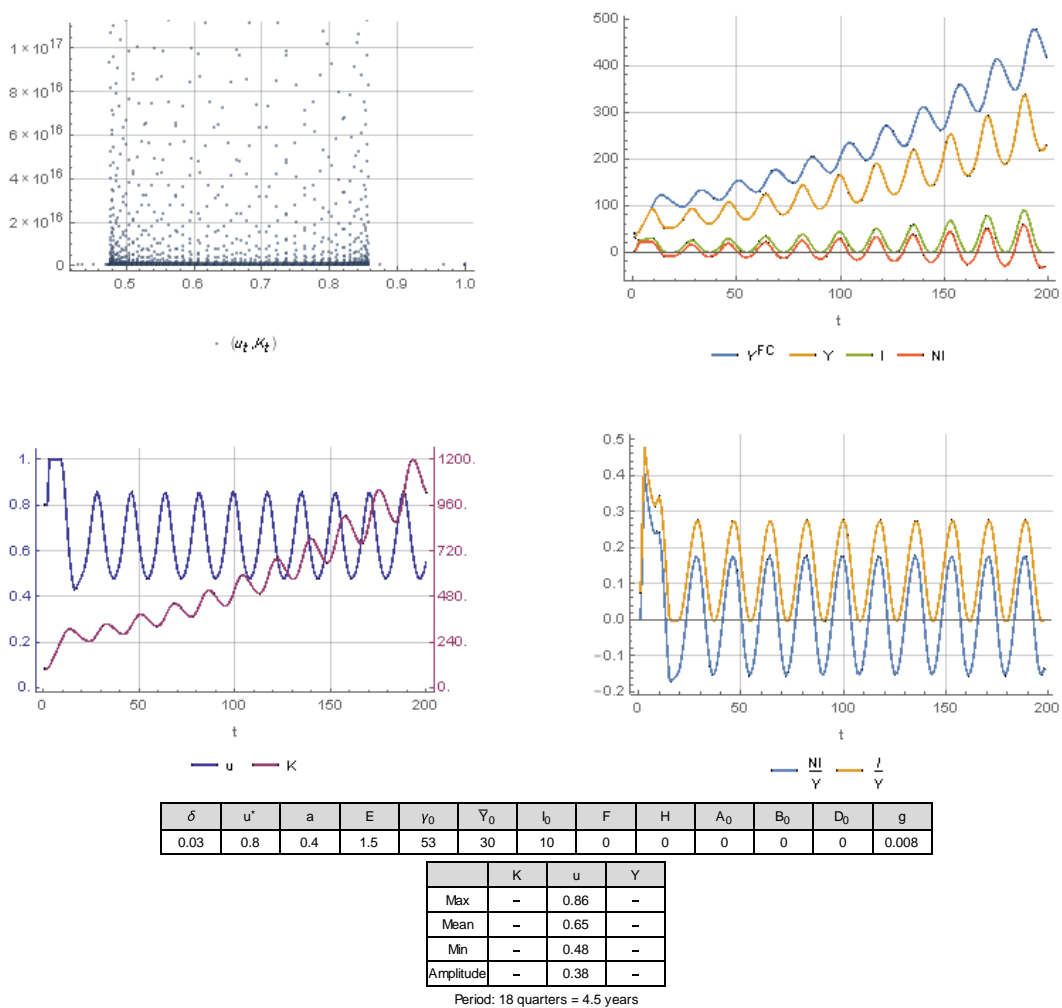 1 × 10^17
8 × 10^16
6 × 10^16
4 × 10^16
2 × 10^16
0
0.5 0.6 0.7 0.8 0.9 1.0
(u_t, K_t)
500
400
300
200
100
0
0 50 100 150 200
t
Y^FC Y I NI
1.
0.8
0.6
0.4
0.2
0.
1200.
960.
720.
480.
240.
0.
0 50 100 150 200
t
u K
0.5
0.4
0.3
0.2
0.1
0.0
-0.1
-0.2
0 50 100 150 200
t
NI/Y I/Y
δ u* a E γ₀ Y̅₀ I₀ F H A₀ B₀ D₀ g
0.03 0.8 0.4 1.5 53 30 10 0 0 0 0 0 0.008
K u Y
Max – 0.86 –
Mean – 0.65 –
Min – 0.48 –
Amplitude – 0.38 –
Period: 18 quarters = 4.5 years